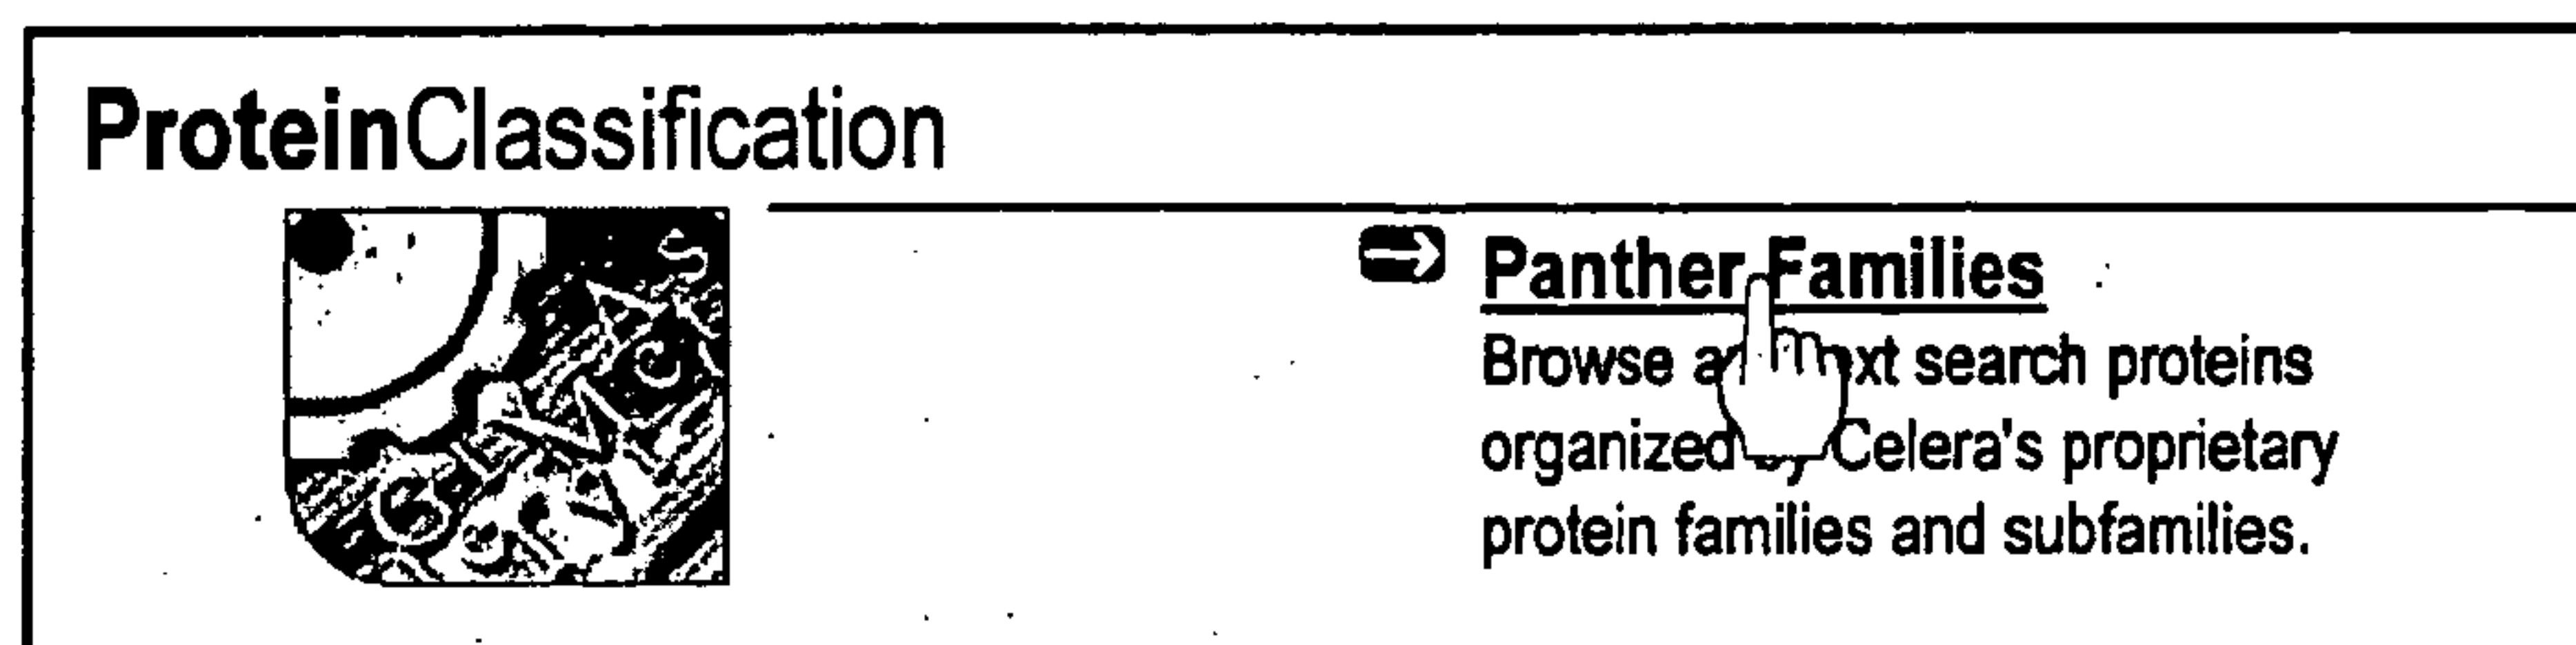 ProteinClassification
Panther Families
Browse search proteins
organized Celera's proprietary
protein families and subfamilies.